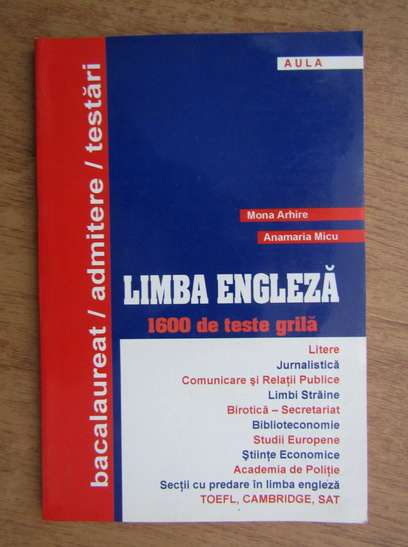 AULA
bacalaureat / admitere / testări
Mona Arhire
Anamaria Micu
LIMBA ENGLEZĂ
1600 de teste grilă
Litere
Jurnalistică
Comunicare şi Relaţii Publice
Limbi Străine
Birotică – Secretariat
Biblioteconomie
Studii Europene
Ştiinţe Economice
Academia de Poliţie
Secţii cu predare în limba engleză
TOEFL, CAMBRIDGE, SAT